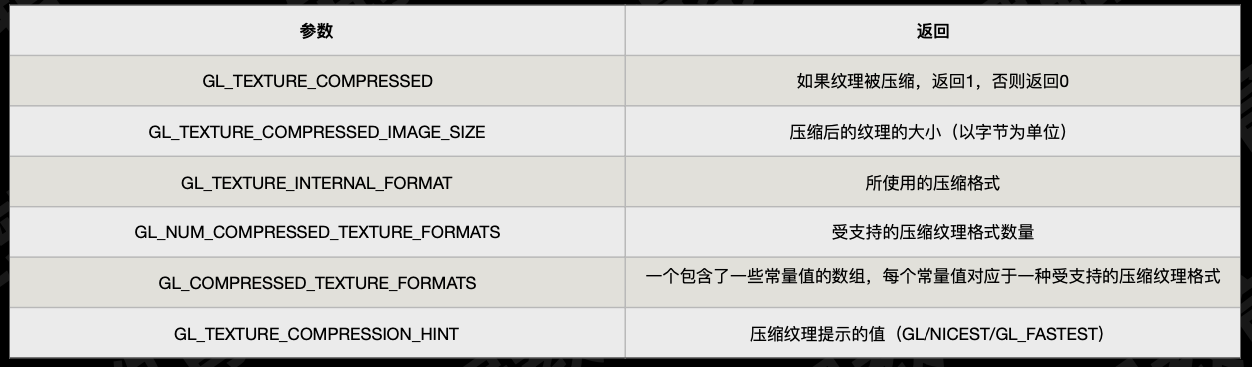 参数 返回
GL_TEXTURE_COMPRESSED 如果纹理被压缩，返回1，否则返回0
GL_TEXTURE_COMPRESSED_IMAGE_SIZE 压缩后的纹理的大小（以字节为单位）
GL_TEXTURE_INTERNAL_FORMAT 所使用的压缩格式
GL_NUM_COMPRESSED_TEXTURE_FORMATS 受支持的压缩纹理格式数量
GL_COMPRESSED_TEXTURE_FORMATS 一个包含了一些常量值的数组，每个常量值对应于一种受支持的压缩纹理格式
GL_TEXTURE_COMPRESSION_HINT 压缩纹理提示的值（GL/NICEST/GL_FASTEST）